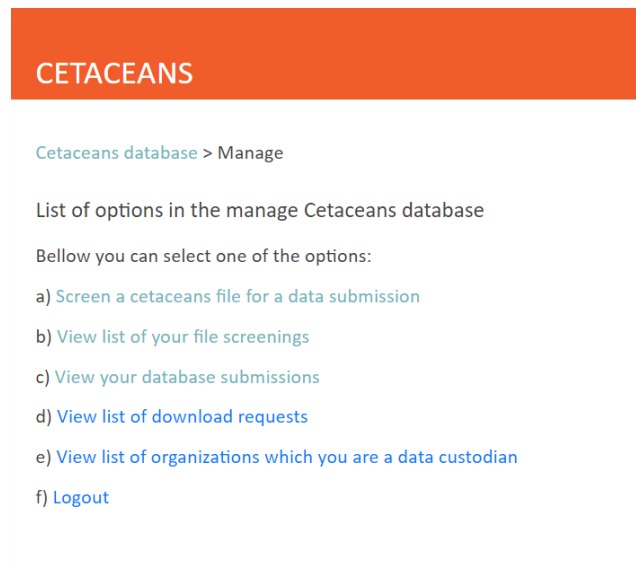 CETACEANS
Cetaceans database > Manage
List of options in the manage Cetaceans database
Bellow you can select one of the options:
a) Screen a cetaceans file for a data submission
b) View list of your file screenings
c) View your database submissions
d) View list of download requests
e) View list of organizations which you are a data custodian
f) Logout